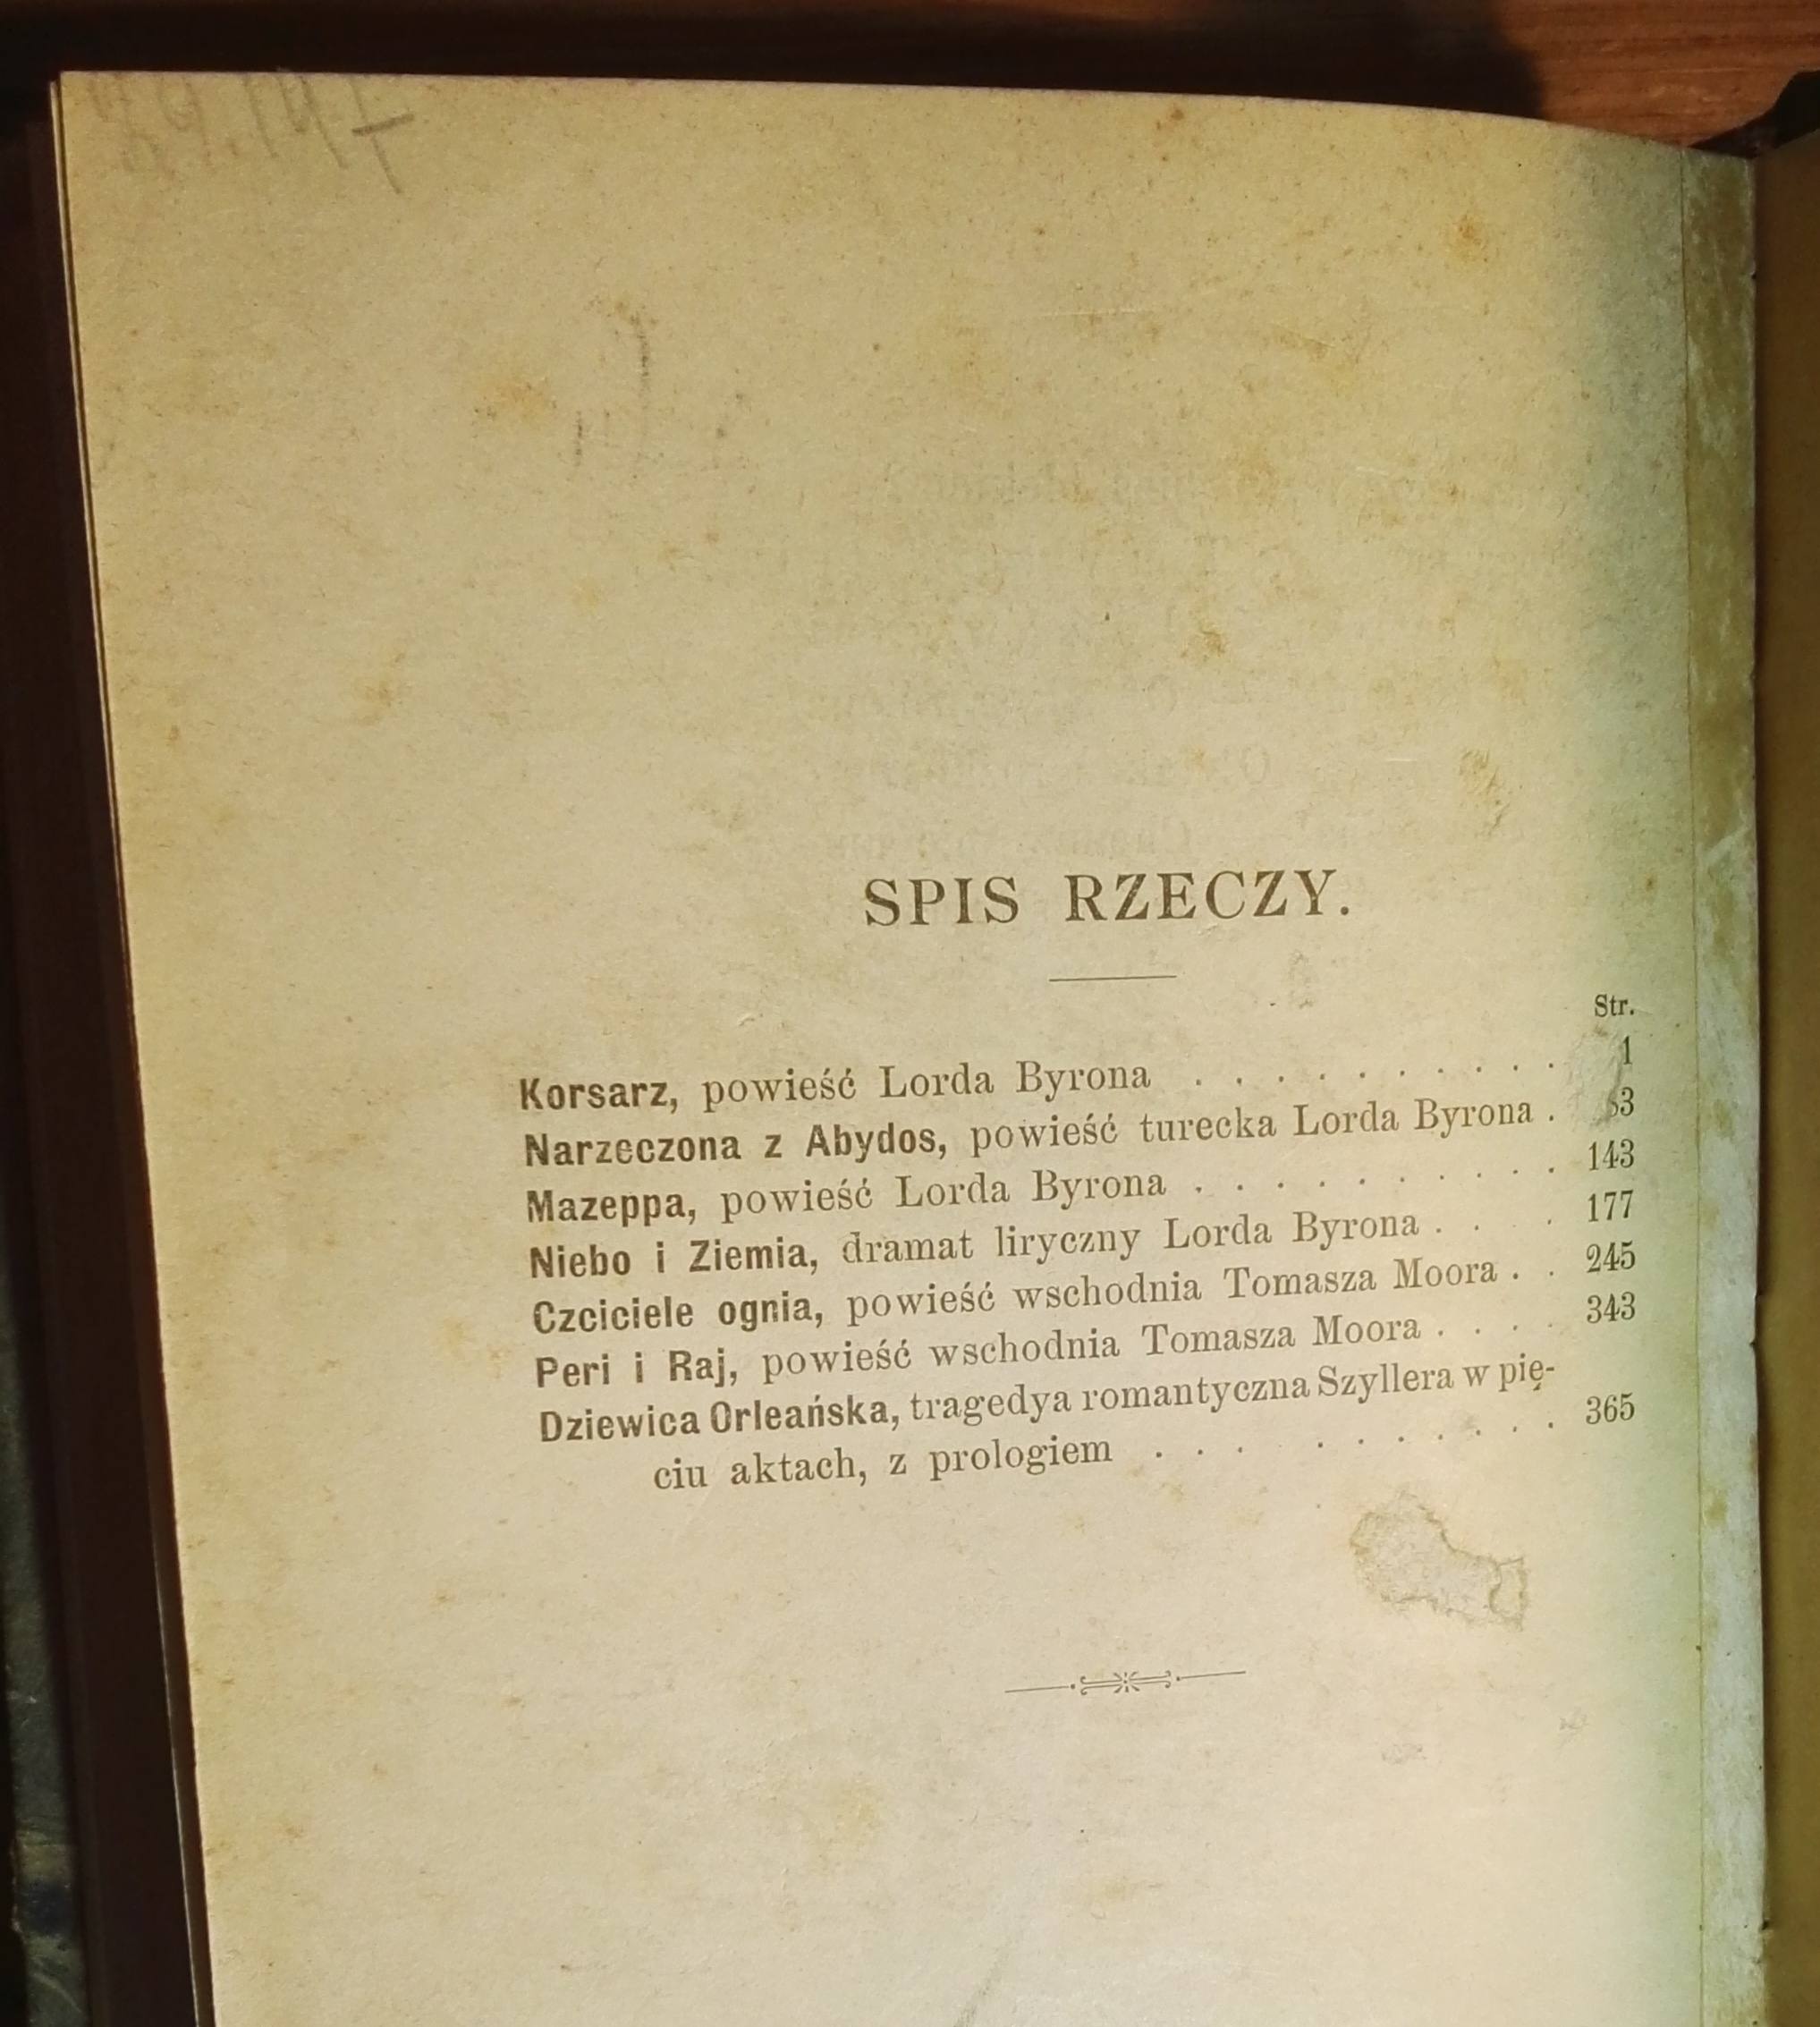 SPIS RZECZY.
Str.
Korsarz, powieść Lorda Byrona . . . . . . . . . . 1
Narzeczona z Abydos, powieść turecka Lorda Byrona .
Mazeppa, powieść Lorda Byrona . . . . . . . . . . 143
Niebo i Ziemia, dramat liryczny Lorda Byrona . . . . 177
Czciciele ognia, powieść wschodnia Tomasza Moora . . 245
Peri i Raj, powieść wschodnia Tomasza Moora . . . . 343
Dziewica Orleańska, tragedya romantyczna Szyllera w pię-
ciu aktach, z prologiem . . . . . . . . . . 365